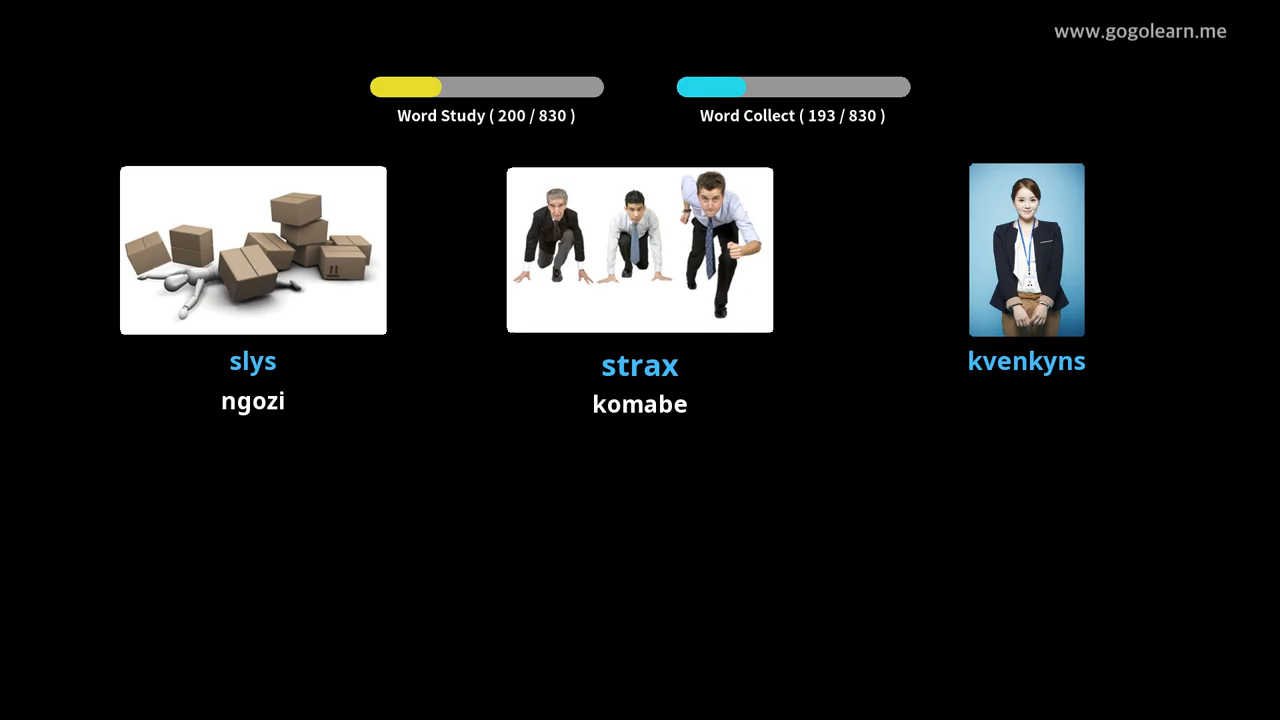 www.gogolearn.me
Word Study ( 200 / 830 )
Word Collect ( 193 / 830 )
slys
ngozi
strax
komabe
kvenkyns